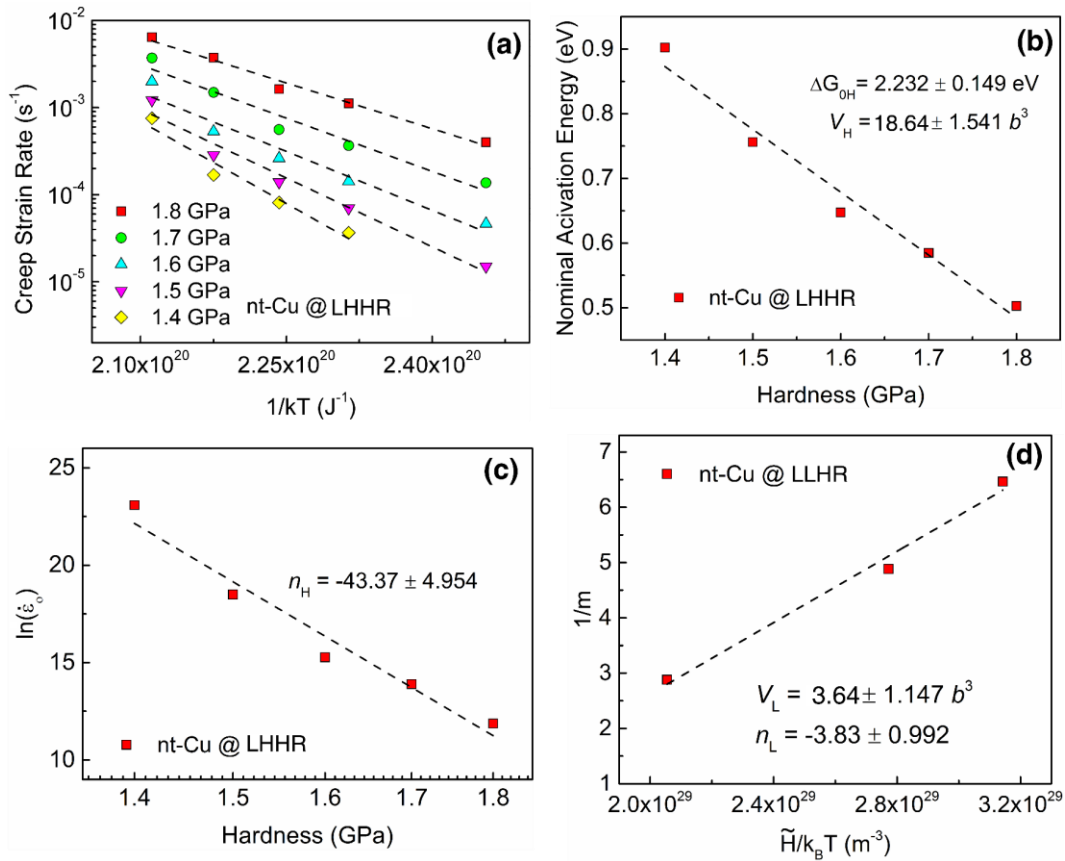 (a)
10^-2
10^-3
10^-4
10^-5
Creep Strain Rate (s^-1)
1.8 GPa
1.7 GPa
1.6 GPa
1.5 GPa
1.4 GPa
nt-Cu @ LHHR
2.10x10^20 2.25x10^20 2.40x10^20
1/kT (J^-1)
(b)
0.9
0.8
0.7
0.6
0.5
Nominal Acivation Energy (eV)
ΔG_0H = 2.232 ± 0.149 eV
V_H = 18.64 ± 1.541 b^3
nt-Cu @ LHHR
1.4 1.5 1.6 1.7 1.8
Hardness (GPa)
(c)
25
20
15
10
ln(ε̇_o)
n_H = -43.37 ± 4.954
nt-Cu @ LHHR
1.4 1.5 1.6 1.7 1.8
Hardness (GPa)
(d)
7
6
5
4
3
2
1
1/m
nt-Cu @ LLHR
V_L = 3.64 ± 1.147 b^3
n_L = -3.83 ± 0.992
2.0x10^29 2.4x10^29 2.8x10^29 3.2x10^29
H̃/k_BT (m^-3)